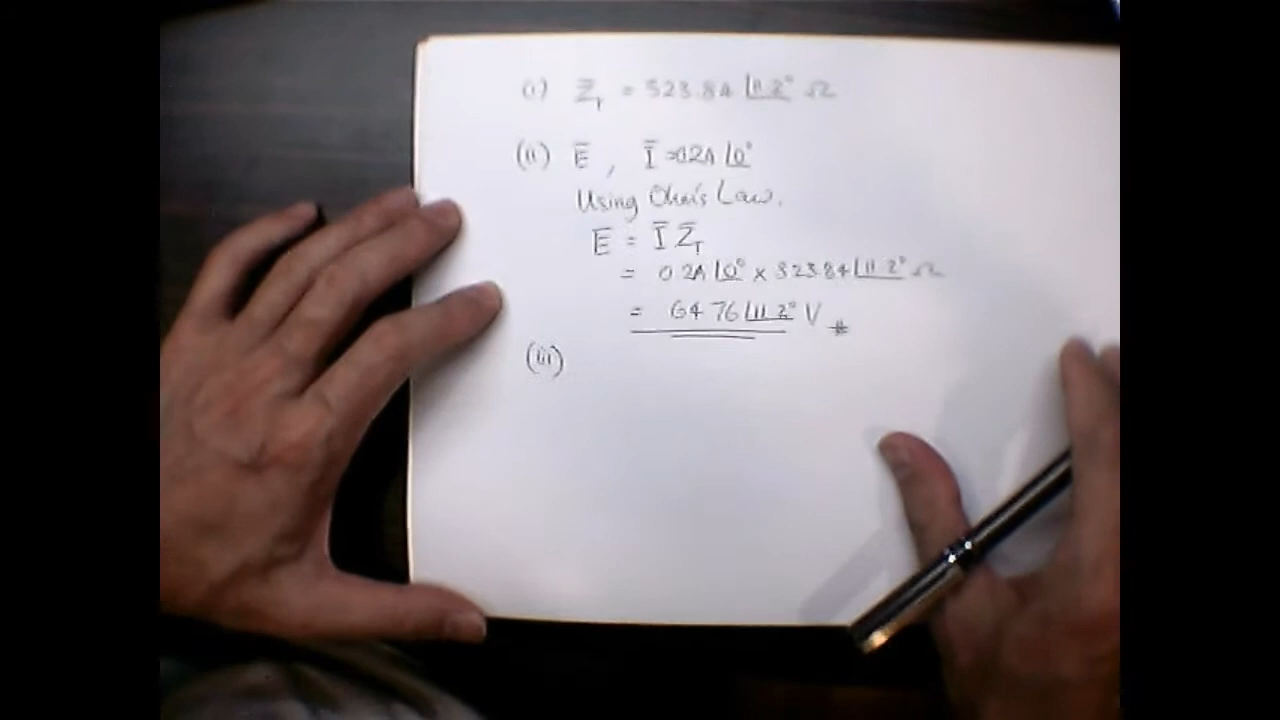 (i) Z̅T = 323.84 ∠11.2° Ω
(ii) E̅ , I̅ = 0.2A ∠0°
Using Ohm's Law.
E̅ = I̅ Z̅T
= 0.2A ∠0° × 323.84 ∠11.2° Ω
= 64.76 ∠11.2° V #
(iii)